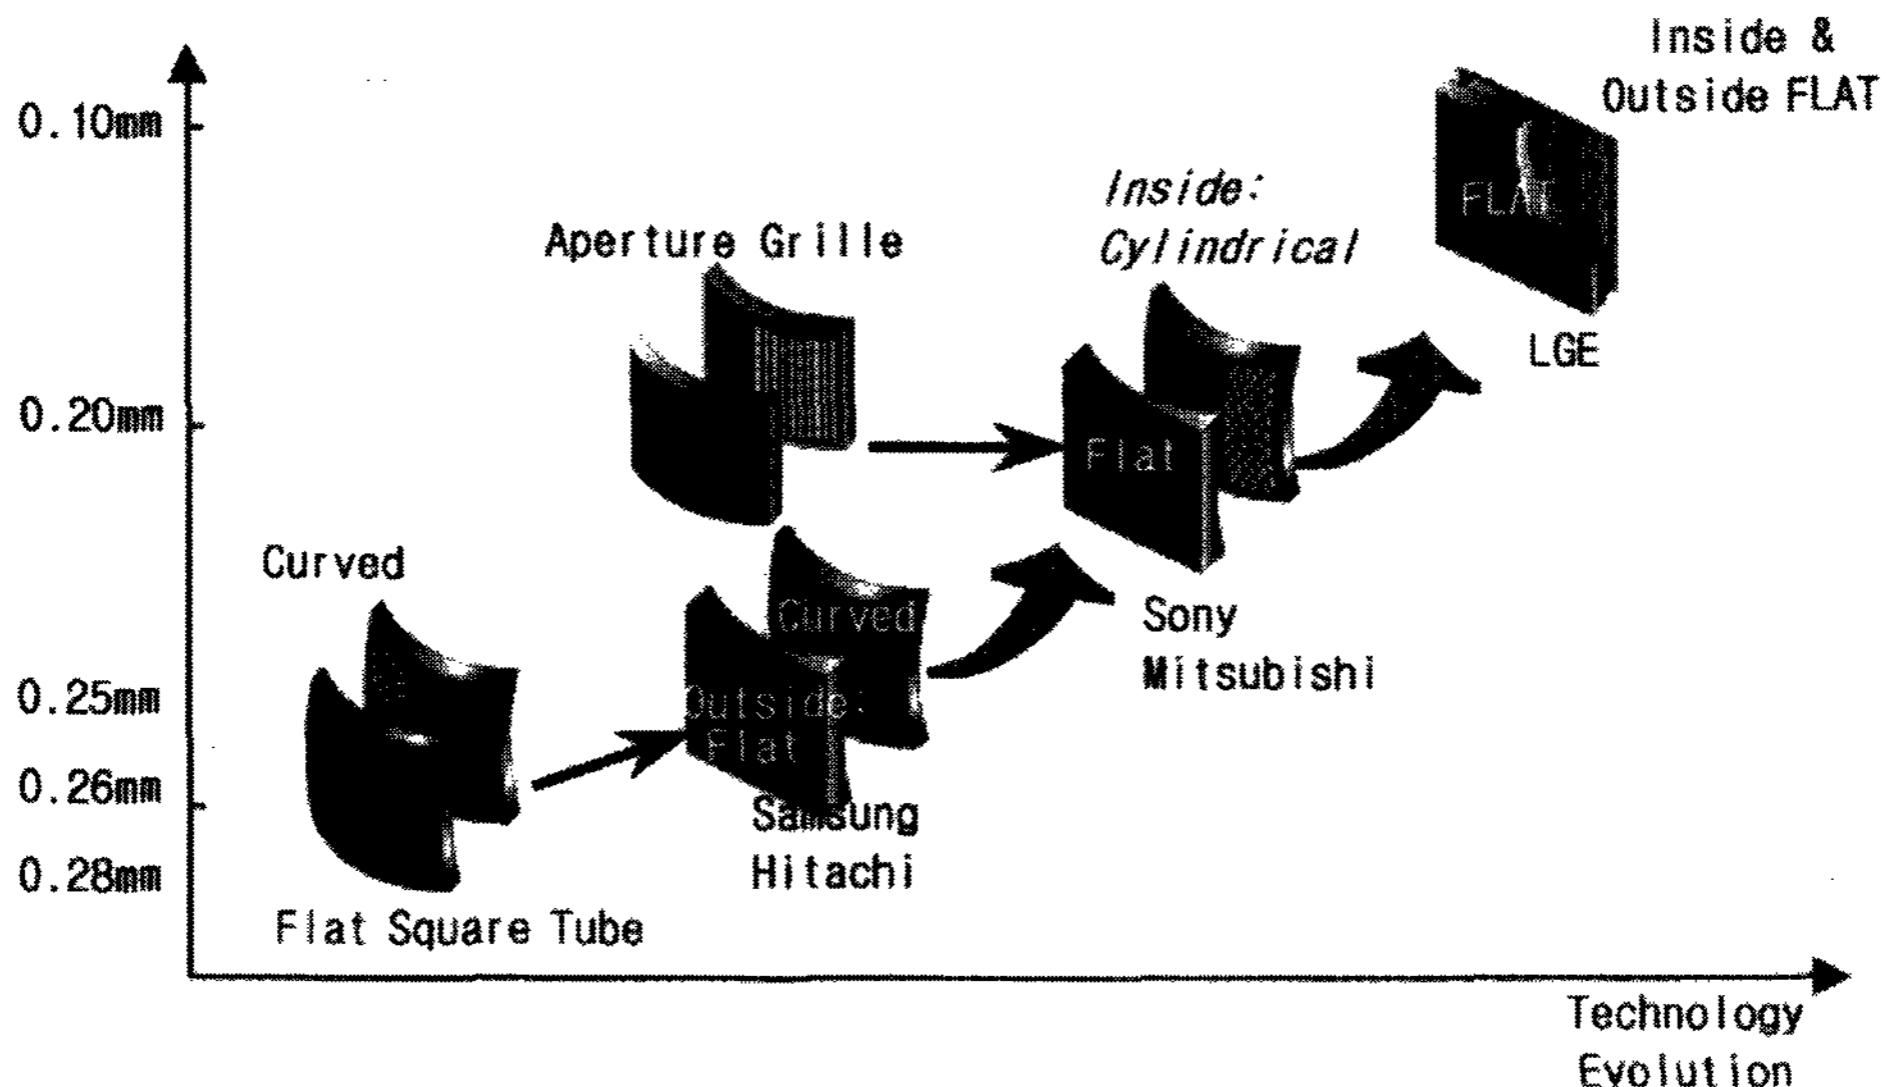 Inside &
Outside FLAT
0.10mm
FLAT
Inside:
Cylindrical
Aperture Grille
LGE
0.20mm
Flat
Curved
Curved
Sony
Mitsubishi
0.25mm
Outside:
Flat
0.26mm
Samsung
Hitachi
0.28mm
Flat Square Tube
Technology
Evolution